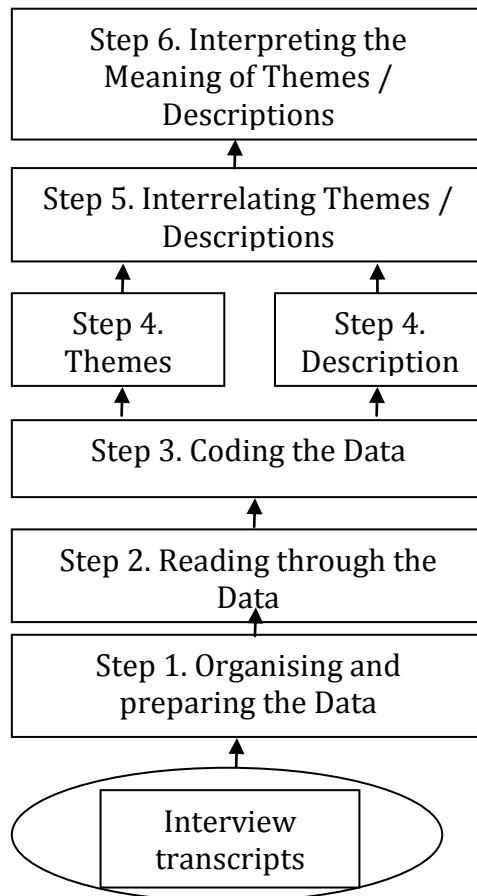 Step 6. Interpreting the
Meaning of Themes /
Descriptions
Step 5. Interrelating Themes /
Descriptions
Step 4.
Themes
Step 4.
Description
Step 3. Coding the Data
Step 2. Reading through the
Data
Step 1. Organising and
preparing the Data
Interview
transcripts